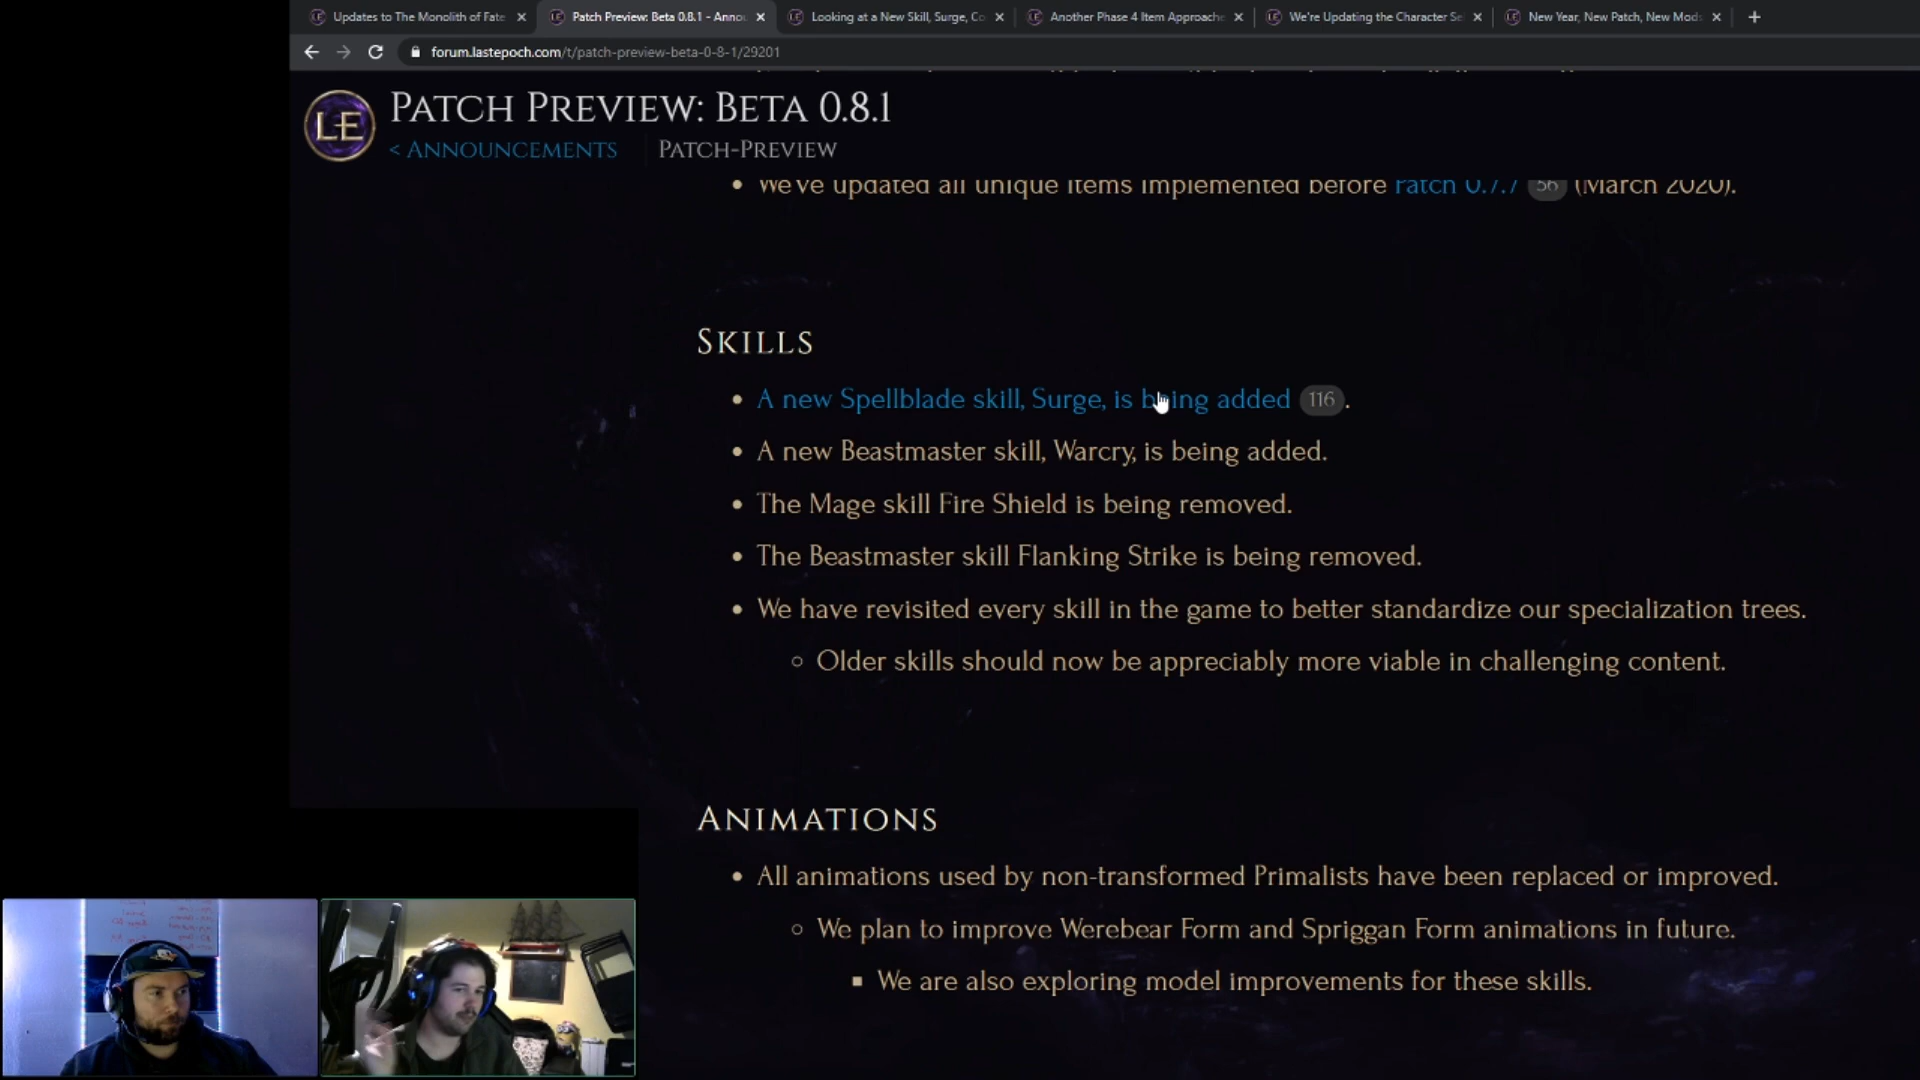 Updates to The Monolith of Fate
Patch Preview: Beta 0.8.1 - Annou
Looking at a New Skill, Surge, Co
Another Phase 4 Item Approache
We're Updating the Character Se
New Year, New Patch, New Mods
forum.lastepoch.com/t/patch-preview-beta-0-8-1/29201
LE
Patch Preview: Beta 0.8.1
< Announcements Patch-Preview
We've updated all unique items implemented before Patch 0.7.7 56 (March 2020).
Skills
A new Spellblade skill, Surge, is being added 116.
A new Beastmaster skill, Warcry, is being added.
The Mage skill Fire Shield is being removed.
The Beastmaster skill Flanking Strike is being removed.
We have revisited every skill in the game to better standardize our specialization trees.
Older skills should now be appreciably more viable in challenging content.
Animations
All animations used by non-transformed Primalists have been replaced or improved.
We plan to improve Werebear Form and Spriggan Form animations in future.
We are also exploring model improvements for these skills.